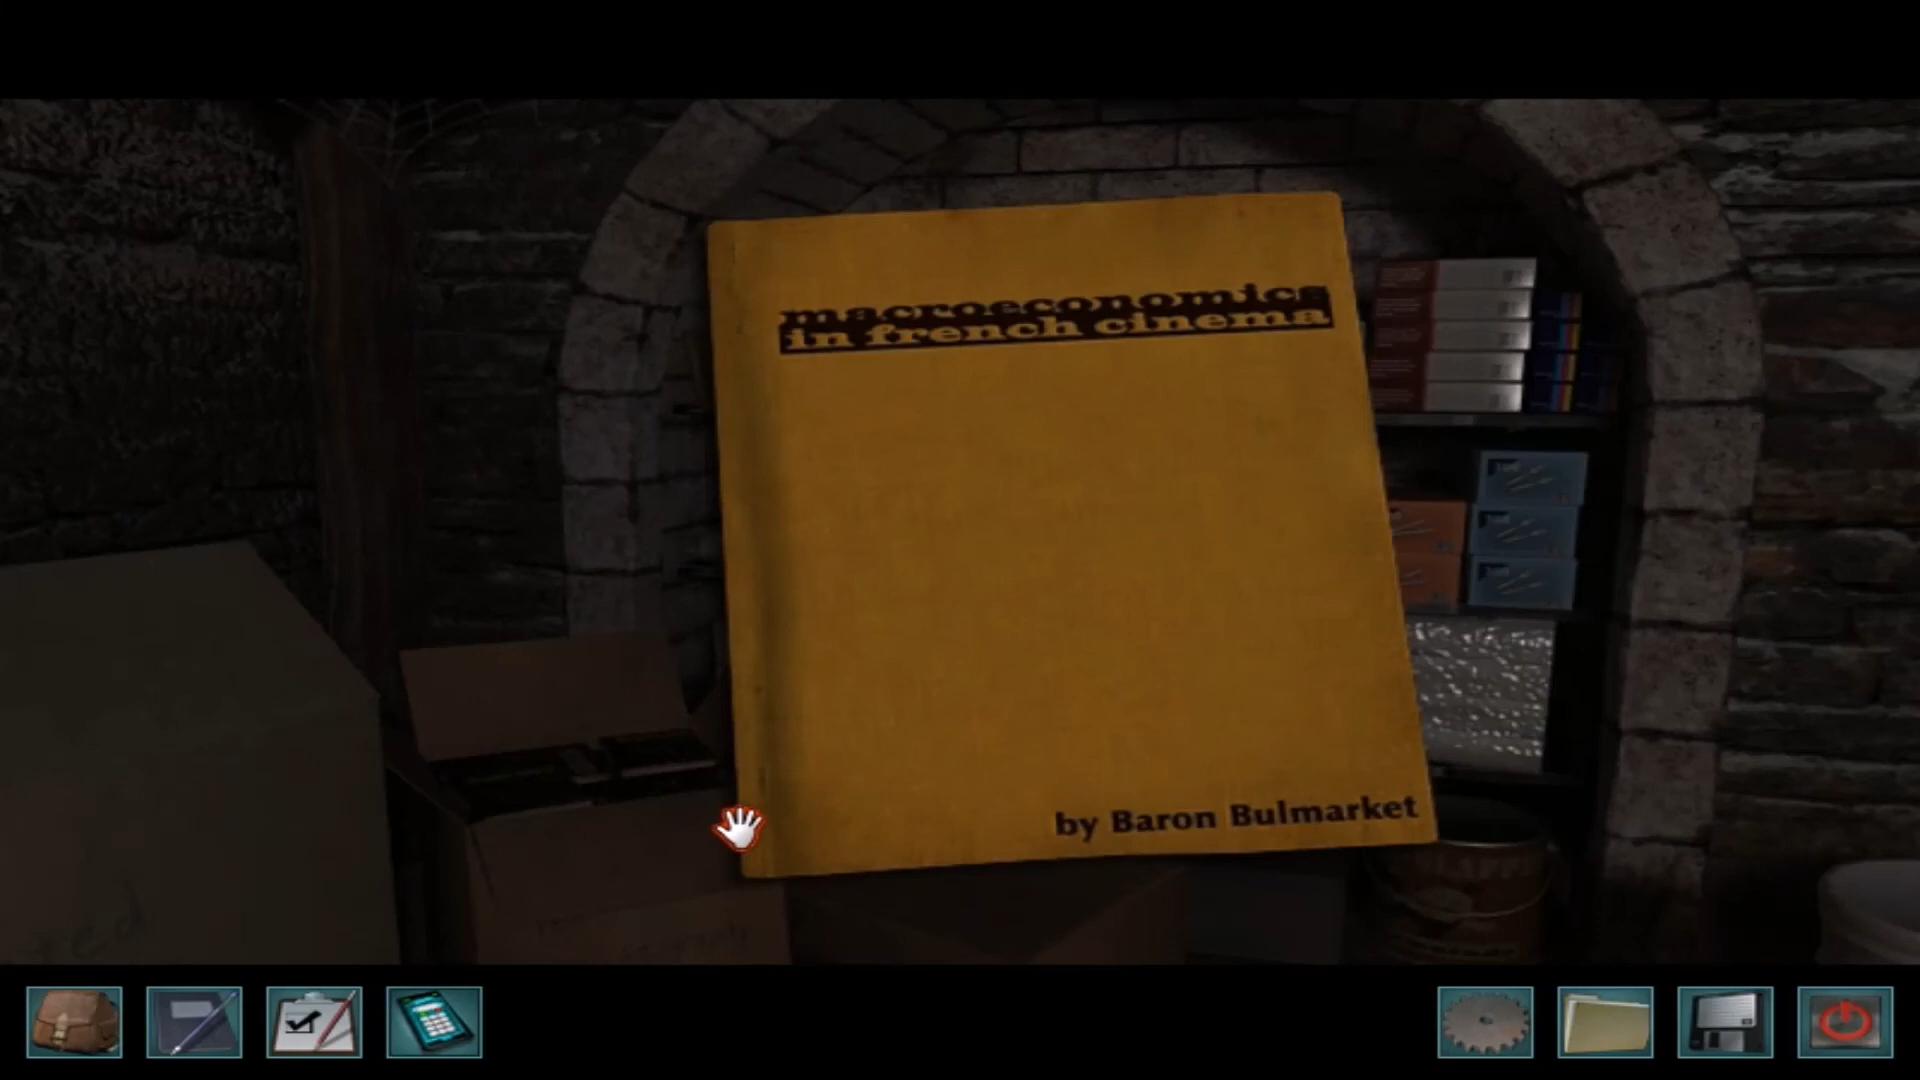 macroeconomics
in french cinema
by Baron Bulmarket